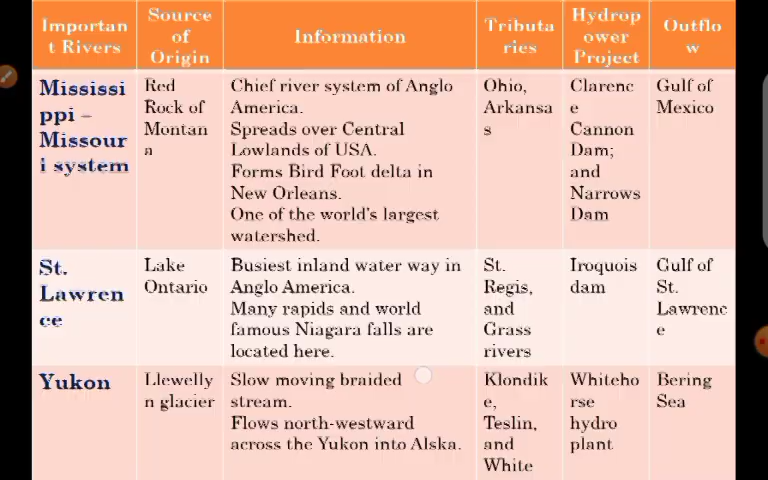 Importan
t Rivers
Source
of
Origin
Information
Tributa
ries
Hydrop
ower
Project
Outflo
w
Mississi
ppi –
Missour
i system
Red
Rock of
Montan
a
Chief river system of Anglo
America.
Spreads over Central
Lowlands of USA.
Forms Bird Foot delta in
New Orleans.
One of the world's largest
watershed.
Ohio,
Arkansa
s
Clarenc
e
Cannon
Dam;
and
Narrows
Dam
Gulf of
Mexico
St.
Lawren
ce
Lake
Ontario
Busiest inland water way in
Anglo America.
Many rapids and world
famous Niagara falls are
located here.
St.
Regis,
and
Grass
rivers
Iroquois
dam
Gulf of
St.
Lawrenc
e
Yukon
Llewelly
n glacier
Slow moving braided
stream.
Flows north-westward
across the Yukon into Alska.
Klondik
e,
Teslin,
and
White
Whiteho
rse
hydro
plant
Bering
Sea